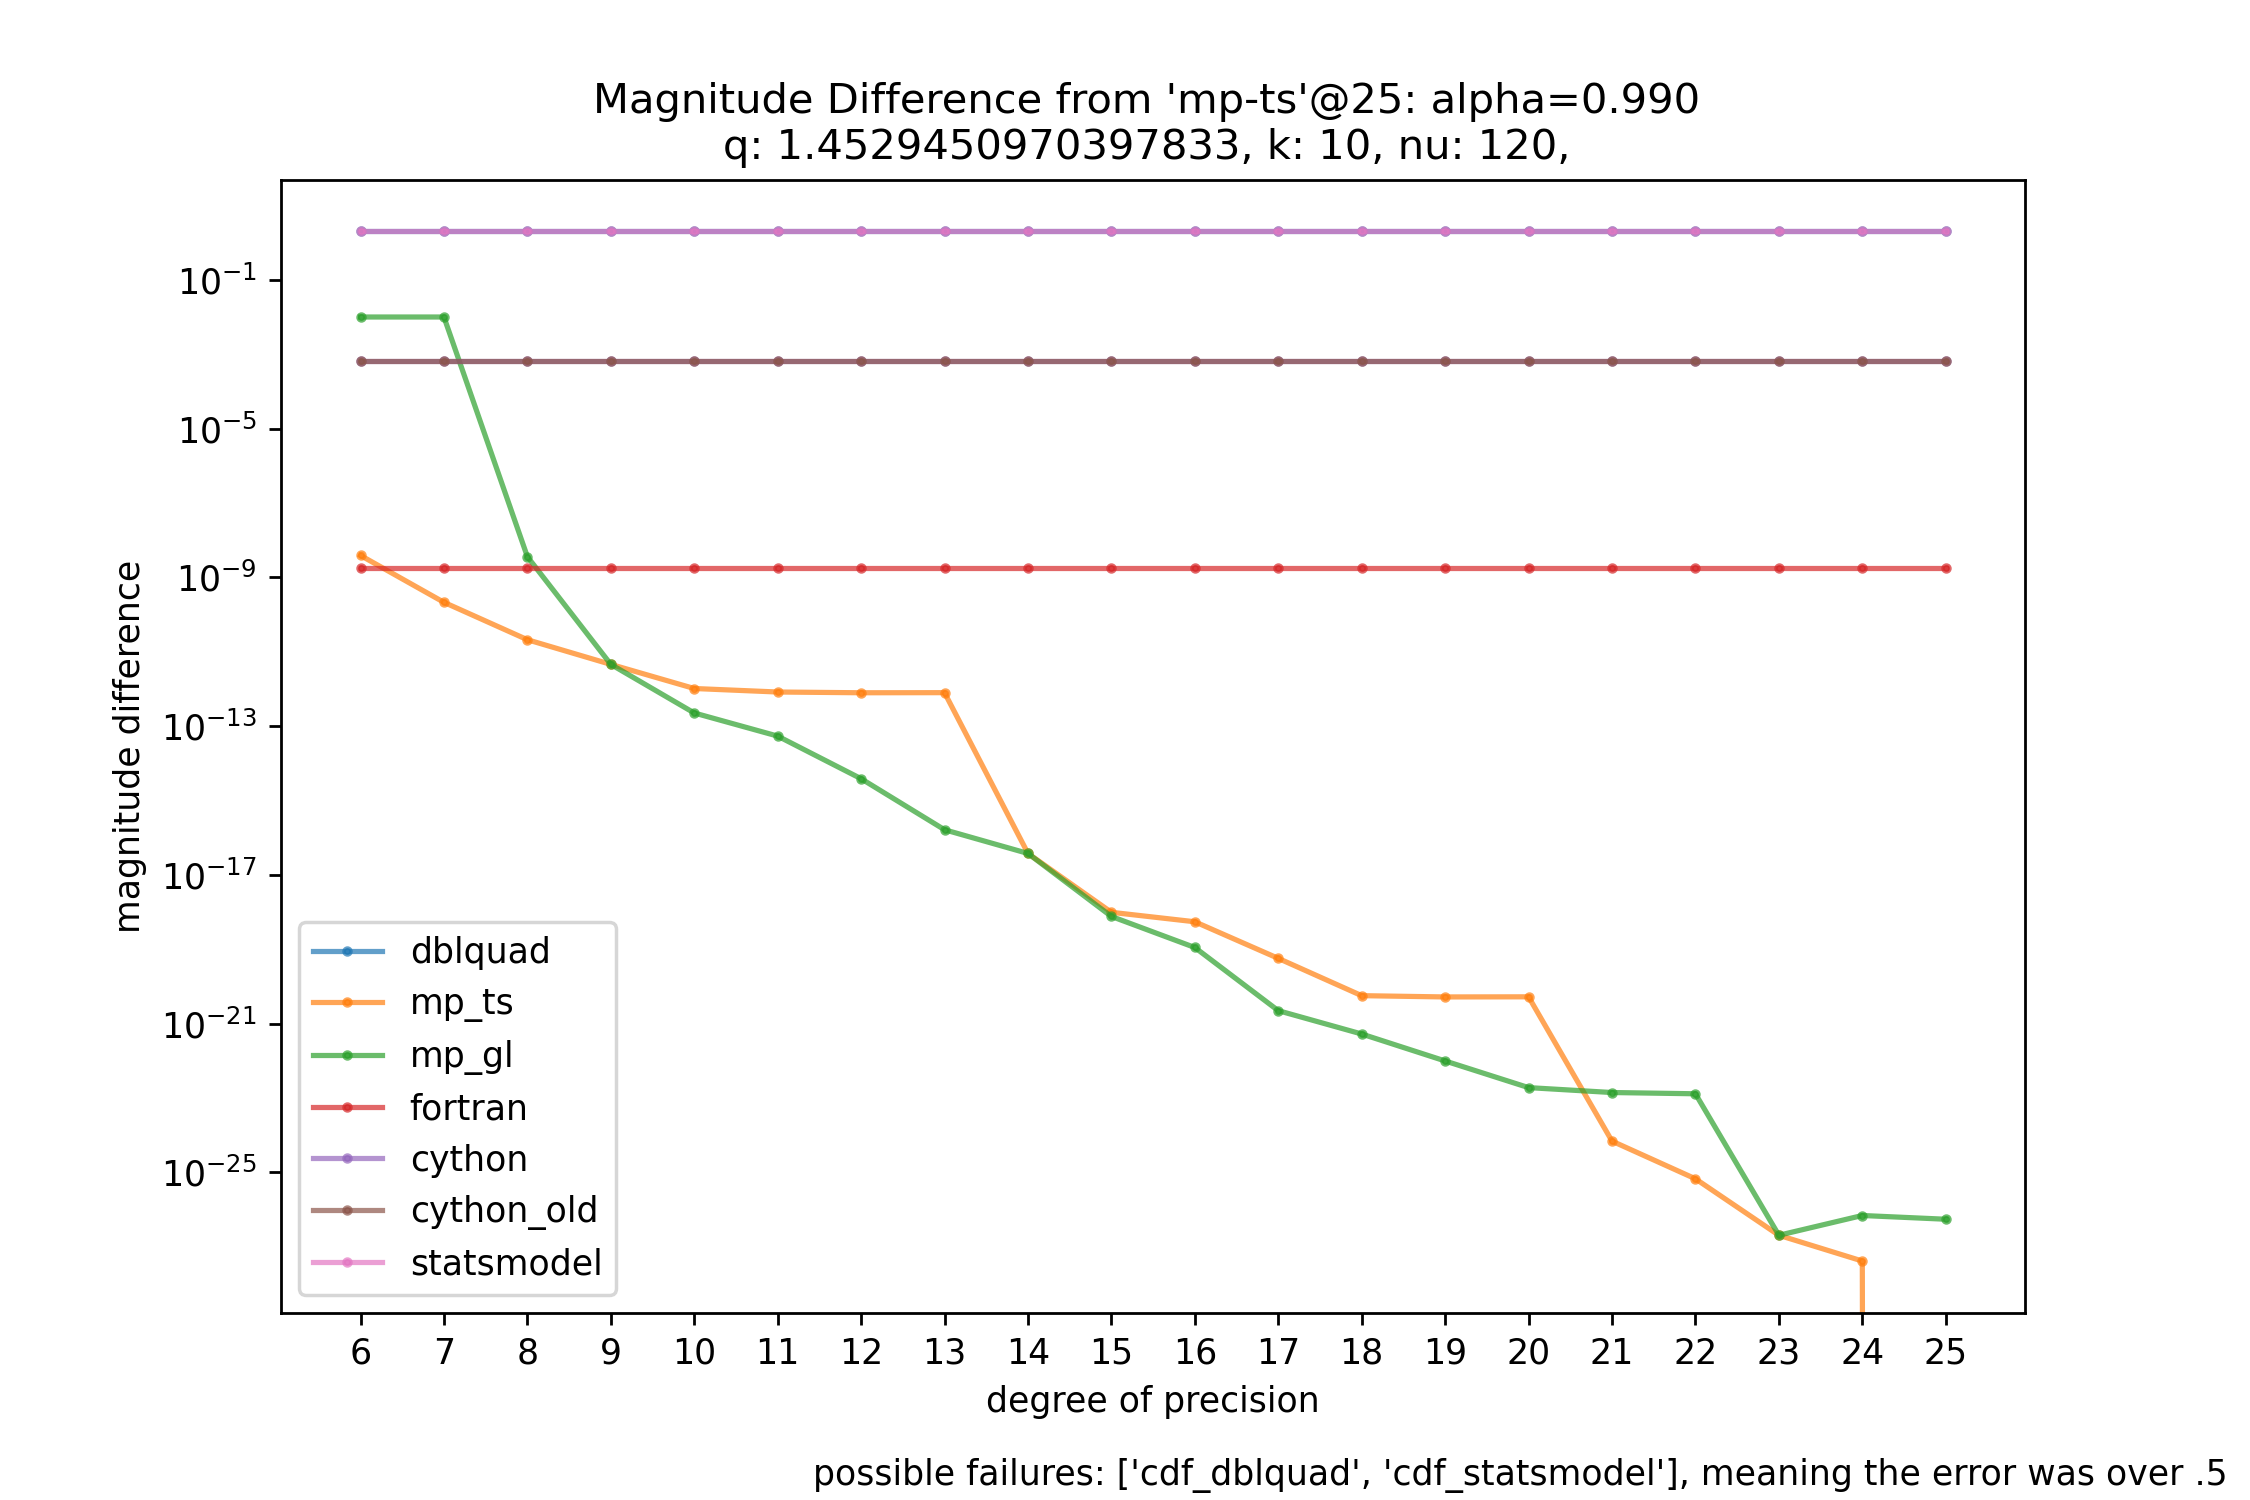 Magnitude Difference from 'mp-ts'@25: alpha=0.990
q: 1.4529450970397833, k: 10, nu: 120,
magnitude difference
10⁻¹
10⁻⁵
10⁻⁹
10⁻¹³
10⁻¹⁷
10⁻²¹
10⁻²⁵
dblquad
mp_ts
mp_gl
fortran
cython
cython_old
statsmodel
6 7 8 9 10 11 12 13 14 15 16 17 18 19 20 21 22 23 24 25
degree of precision
possible failures: ['cdf_dblquad', 'cdf_statsmodel'], meaning the error was over .5